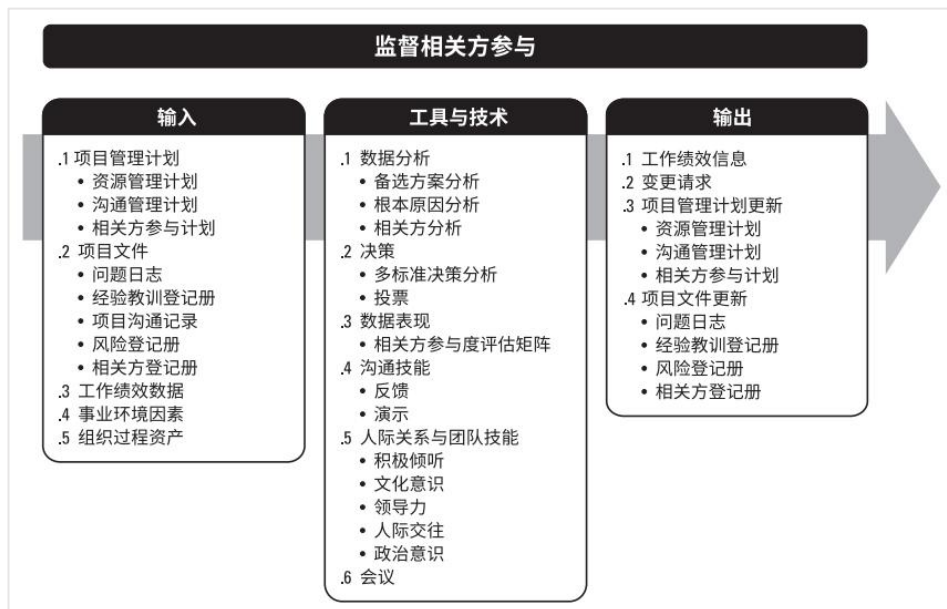 监督相关方参与
输入
.1 项目管理计划
• 资源管理计划
• 沟通管理计划
• 相关方参与计划
.2 项目文件
• 问题日志
• 经验教训登记册
• 项目沟通记录
• 风险登记册
• 相关方登记册
.3 工作绩效数据
.4 事业环境因素
.5 组织过程资产
工具与技术
.1 数据分析
• 备选方案分析
• 根本原因分析
• 相关方分析
.2 决策
• 多标准决策分析
• 投票
.3 数据表现
• 相关方参与度评估矩阵
.4 沟通技能
• 反馈
• 演示
.5 人际关系与团队技能
• 积极倾听
• 文化意识
• 领导力
• 人际交往
• 政治意识
.6 会议
输出
.1 工作绩效信息
.2 变更请求
.3 项目管理计划更新
• 资源管理计划
• 沟通管理计划
• 相关方参与计划
.4 项目文件更新
• 问题日志
• 经验教训登记册
• 风险登记册
• 相关方登记册